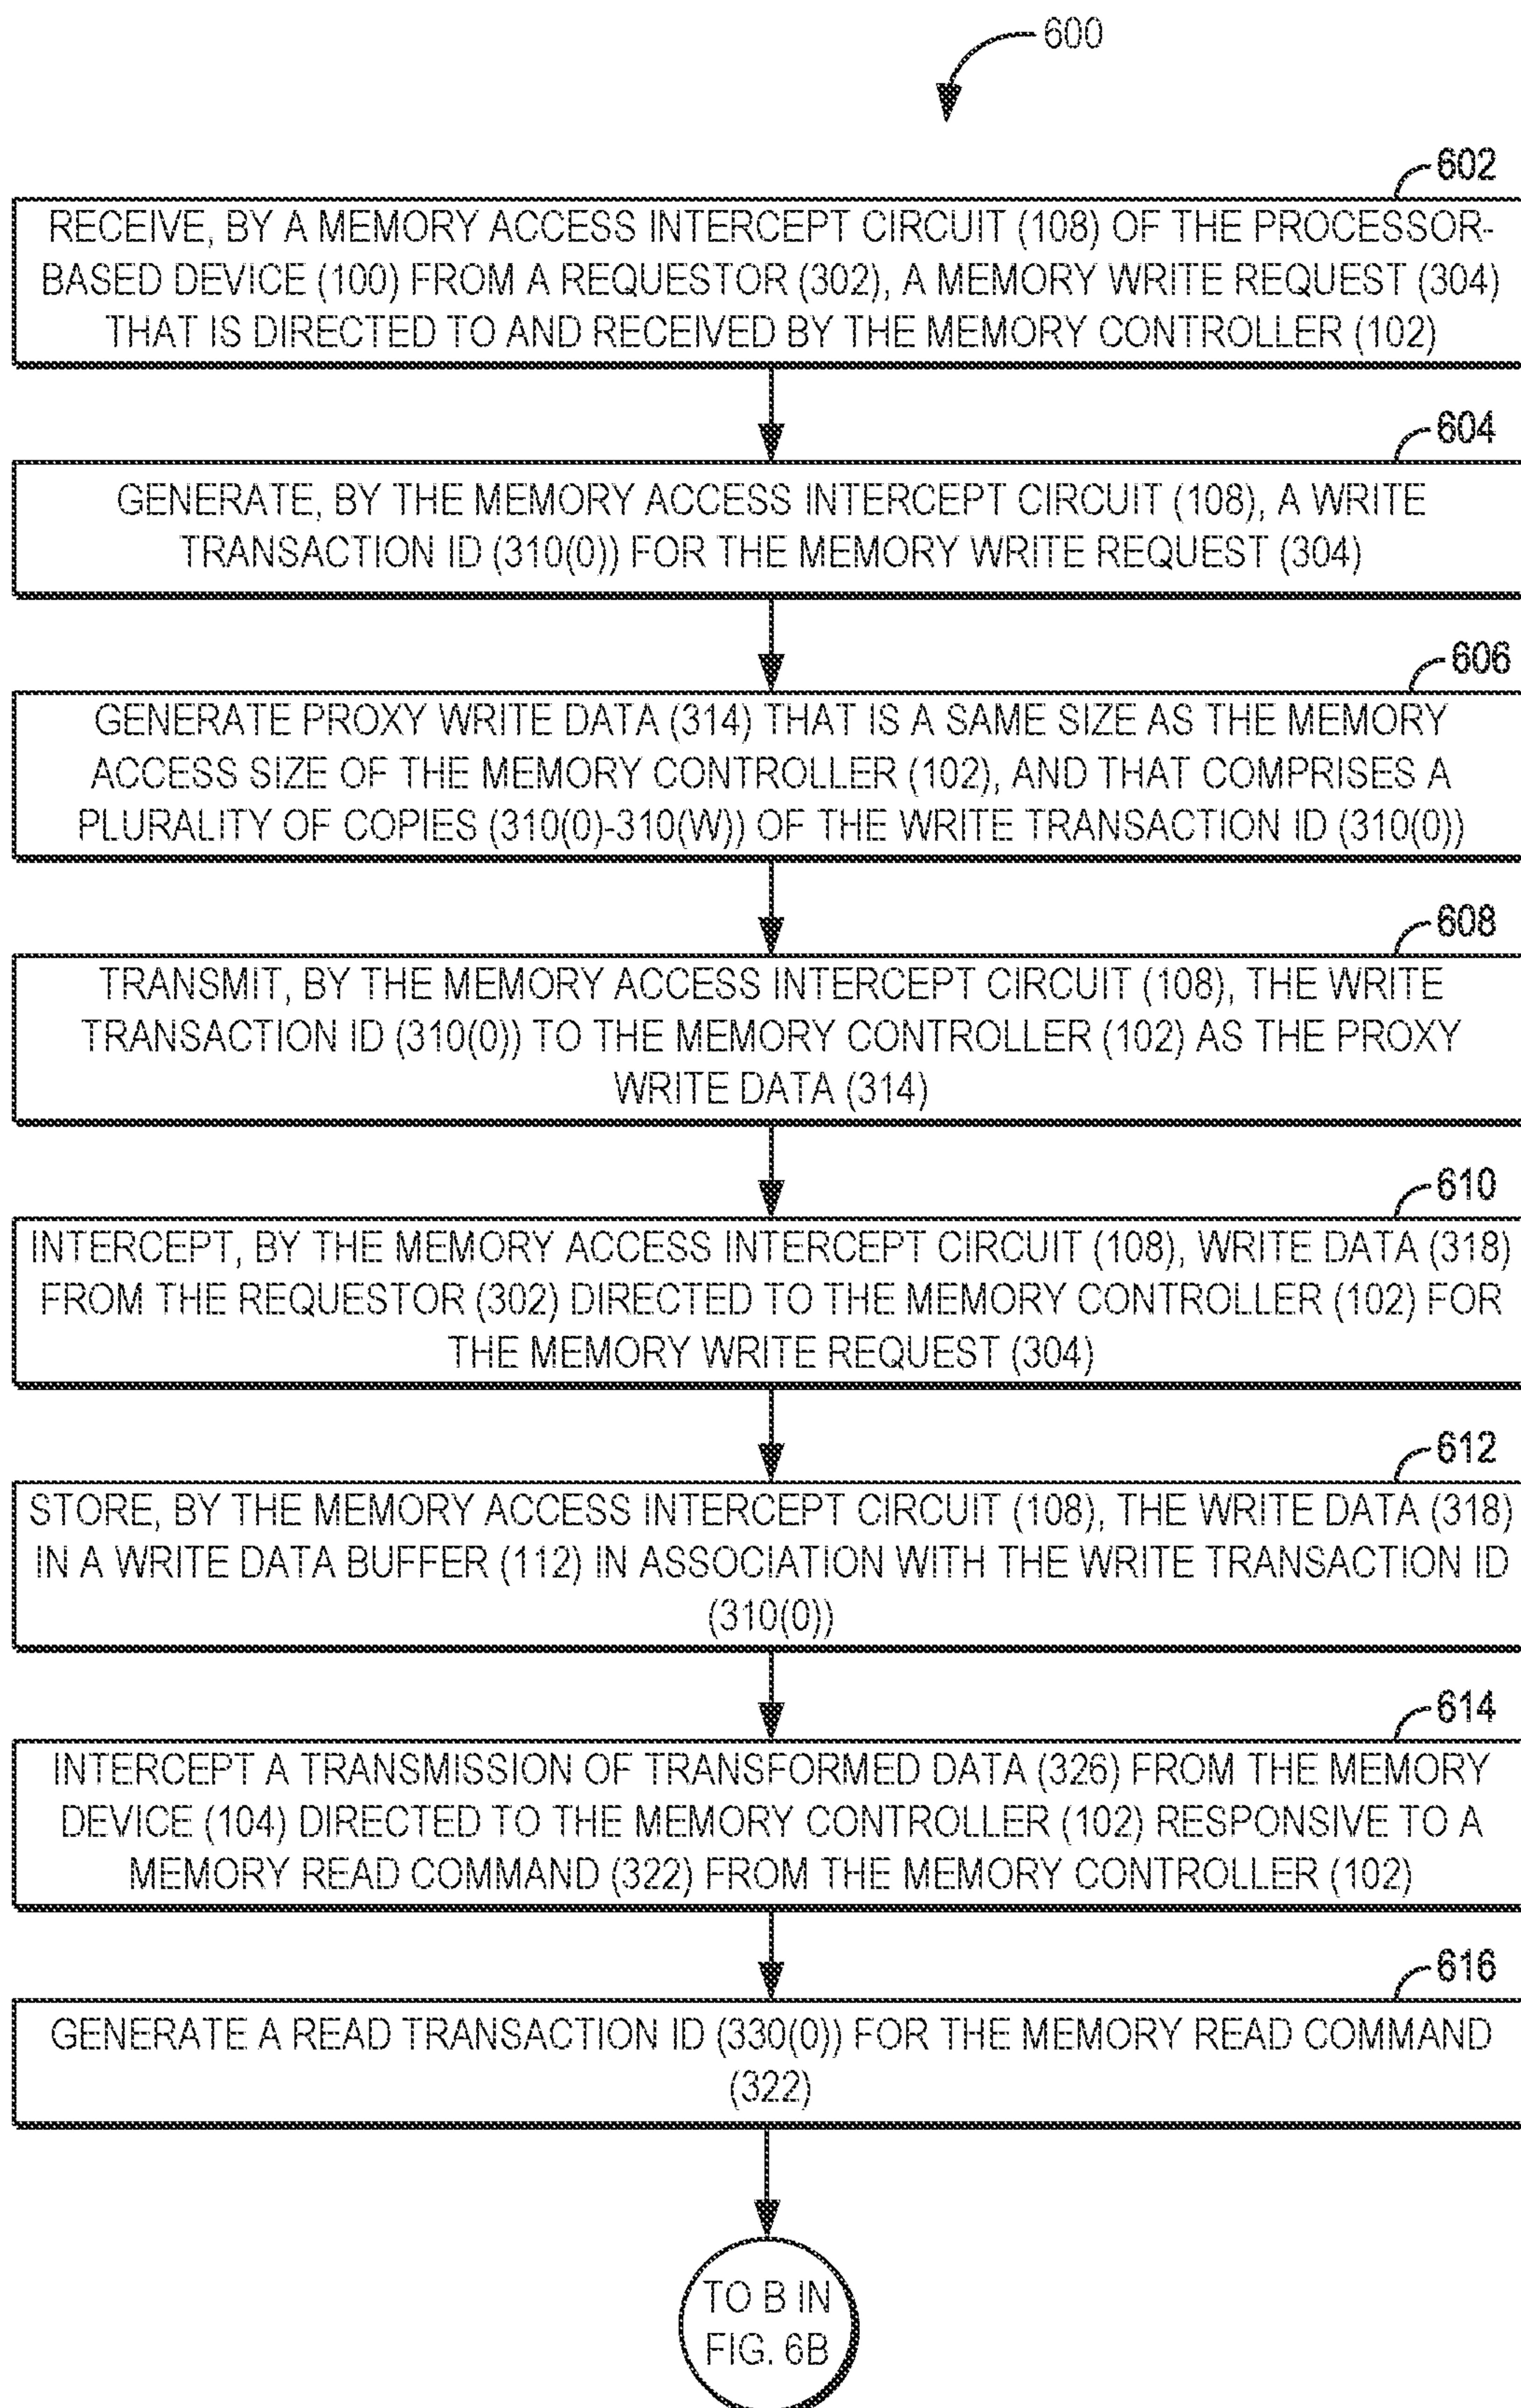 600
602
RECEIVE, BY A MEMORY ACCESS INTERCEPT CIRCUIT (108) OF THE PROCESSOR-
BASED DEVICE (100) FROM A REQUESTOR (302), A MEMORY WRITE REQUEST (304)
THAT IS DIRECTED TO AND RECEIVED BY THE MEMORY CONTROLLER (102)
604
GENERATE, BY THE MEMORY ACCESS INTERCEPT CIRCUIT (108), A WRITE
TRANSACTION ID (310(0)) FOR THE MEMORY WRITE REQUEST (304)
606
GENERATE PROXY WRITE DATA (314) THAT IS A SAME SIZE AS THE MEMORY
ACCESS SIZE OF THE MEMORY CONTROLLER (102), AND THAT COMPRISES A
PLURALITY OF COPIES (310(0)-310(W)) OF THE WRITE TRANSACTION ID (310(0))
608
TRANSMIT, BY THE MEMORY ACCESS INTERCEPT CIRCUIT (108), THE WRITE
TRANSACTION ID (310(0)) TO THE MEMORY CONTROLLER (102) AS THE PROXY
WRITE DATA (314)
610
INTERCEPT, BY THE MEMORY ACCESS INTERCEPT CIRCUIT (108), WRITE DATA (318)
FROM THE REQUESTOR (302) DIRECTED TO THE MEMORY CONTROLLER (102) FOR
THE MEMORY WRITE REQUEST (304)
612
STORE, BY THE MEMORY ACCESS INTERCEPT CIRCUIT (108), THE WRITE DATA (318)
IN A WRITE DATA BUFFER (112) IN ASSOCIATION WITH THE WRITE TRANSACTION ID
(310(0))
614
INTERCEPT A TRANSMISSION OF TRANSFORMED DATA (326) FROM THE MEMORY
DEVICE (104) DIRECTED TO THE MEMORY CONTROLLER (102) RESPONSIVE TO A
MEMORY READ COMMAND (322) FROM THE MEMORY CONTROLLER (102)
616
GENERATE A READ TRANSACTION ID (330(0)) FOR THE MEMORY READ COMMAND
(322)
TO B IN
FIG. 6B